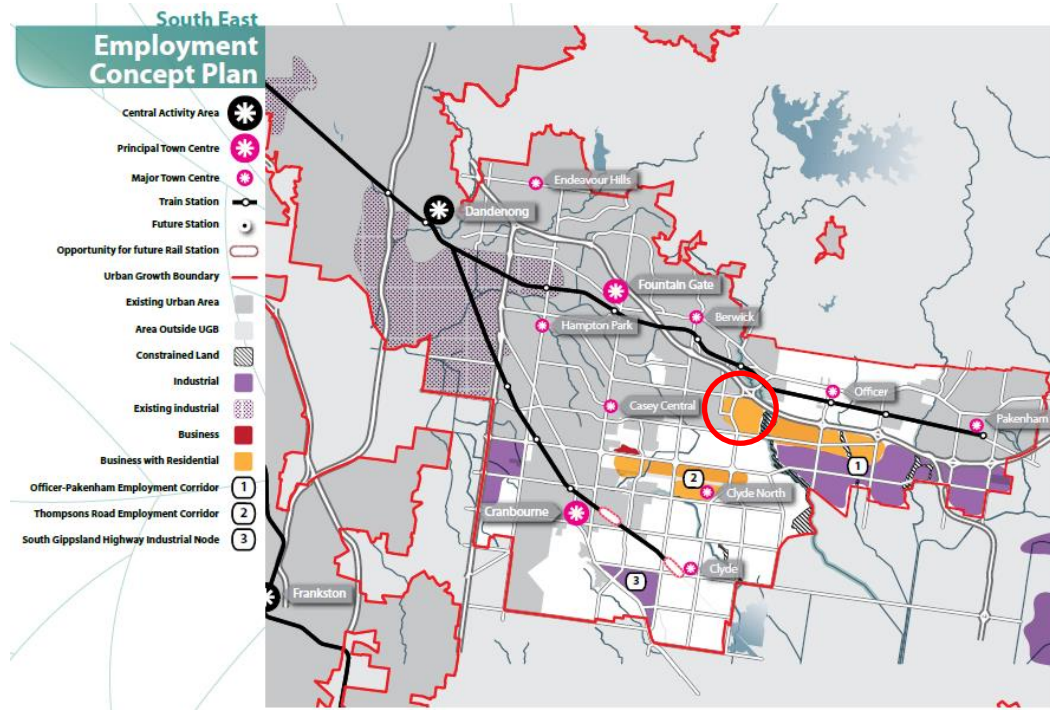 South East
Employment
Concept Plan
Central Activity Area
Principal Town Centre
Major Town Centre
Train Station
Future Station
Opportunity for future Rail Station
Urban Growth Boundary
Existing Urban Area
Area Outside UGB
Constrained Land
Industrial
Existing industrial
Business
Business with Residential
Officer-Pakenham Employment Corridor 1
Thompsons Road Employment Corridor 2
South Gippsland Highway Industrial Node 3
Endeavour Hills
Dandenong
Fountain Gate
Hampton Park
Berwick
Casey Central
Officer
Pakenham
1
2
Clyde North
Cranbourne
Clyde
3
Frankston